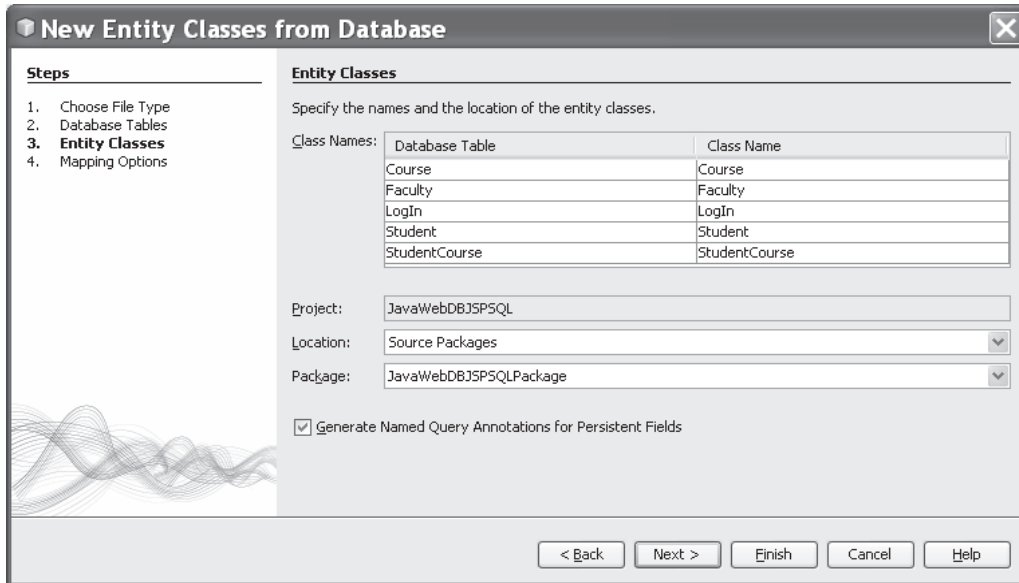 New Entity Classes from Database
Steps
1. Choose File Type
2. Database Tables
3. Entity Classes
4. Mapping Options
Entity Classes
Specify the names and the location of the entity classes.
Class Names:
Database Table Class Name
Course Course
Faculty Faculty
LogIn LogIn
Student Student
StudentCourse StudentCourse
Project: JavaWebDBJSPSQL
Location: Source Packages
Package: JavaWebDBJSPSQLPackage
Generate Named Query Annotations for Persistent Fields
< Back Next > Finish Cancel Help